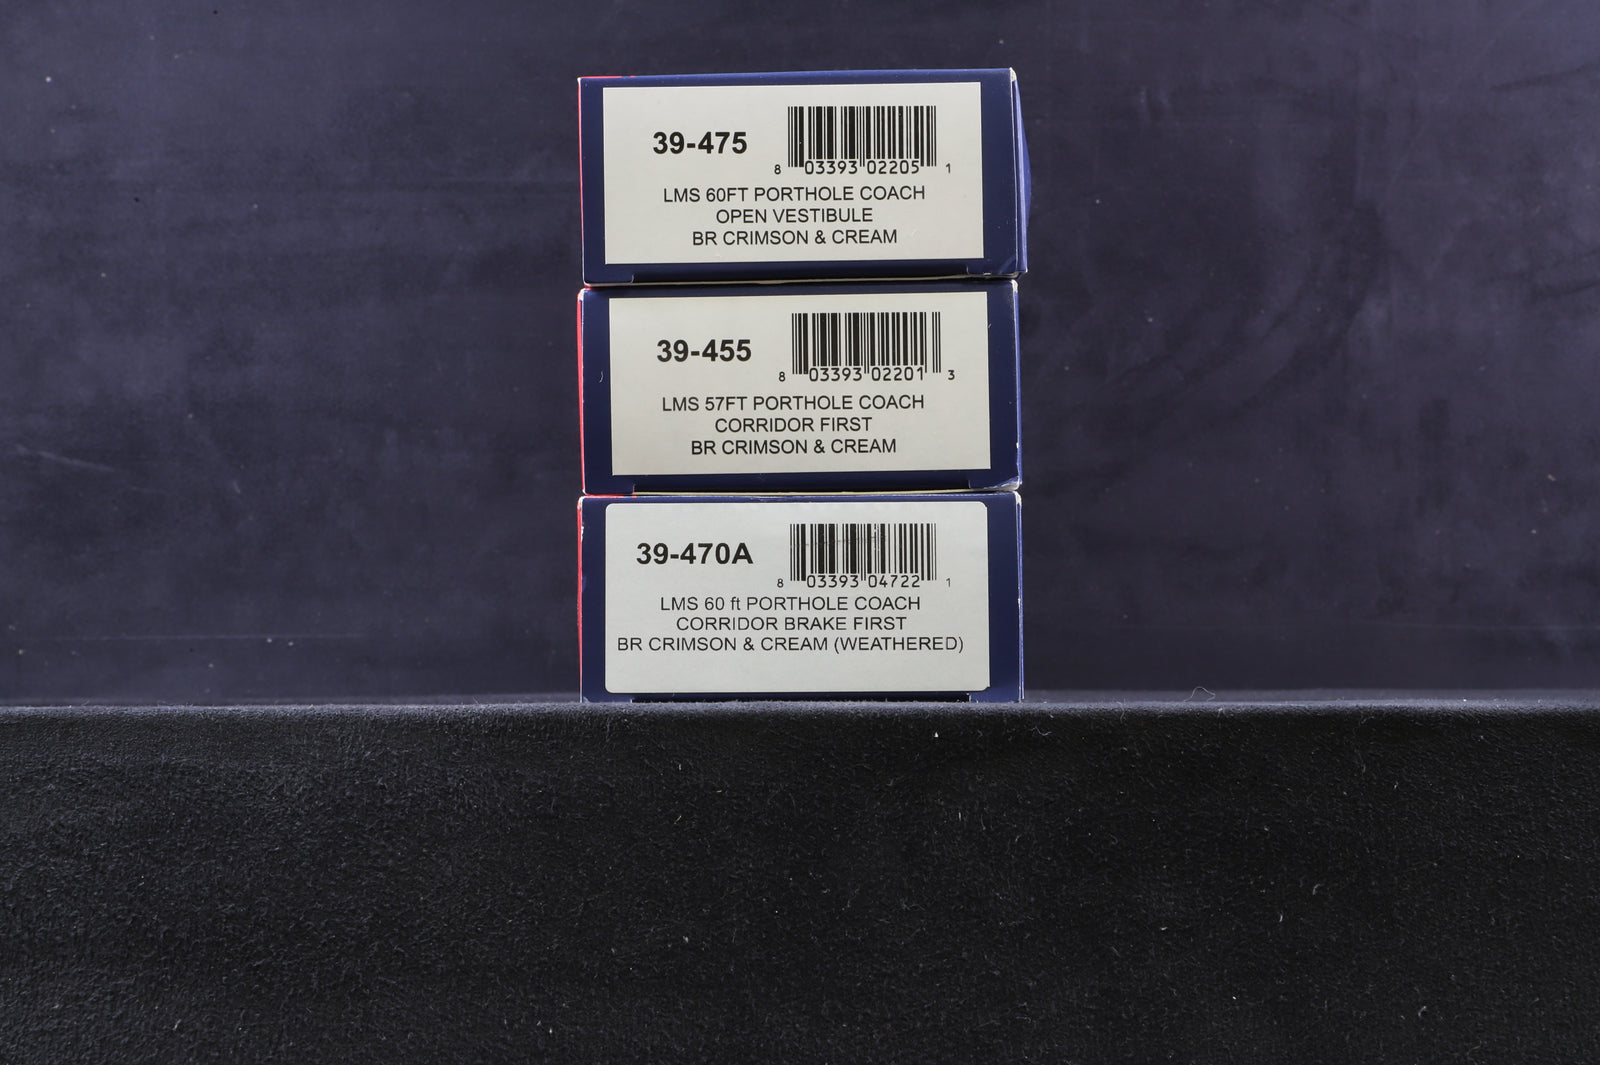 39-475
8 03393 02205 1
LMS 60FT PORTHOLE COACH
OPEN VESTIBULE
BR CRIMSON & CREAM
39-455
8 03393 02201 3
LMS 57FT PORTHOLE COACH
CORRIDOR FIRST
BR CRIMSON & CREAM
39-470A
8 03393 04722 1
LMS 60 ft PORTHOLE COACH
CORRIDOR BRAKE FIRST
BR CRIMSON & CREAM (WEATHERED)